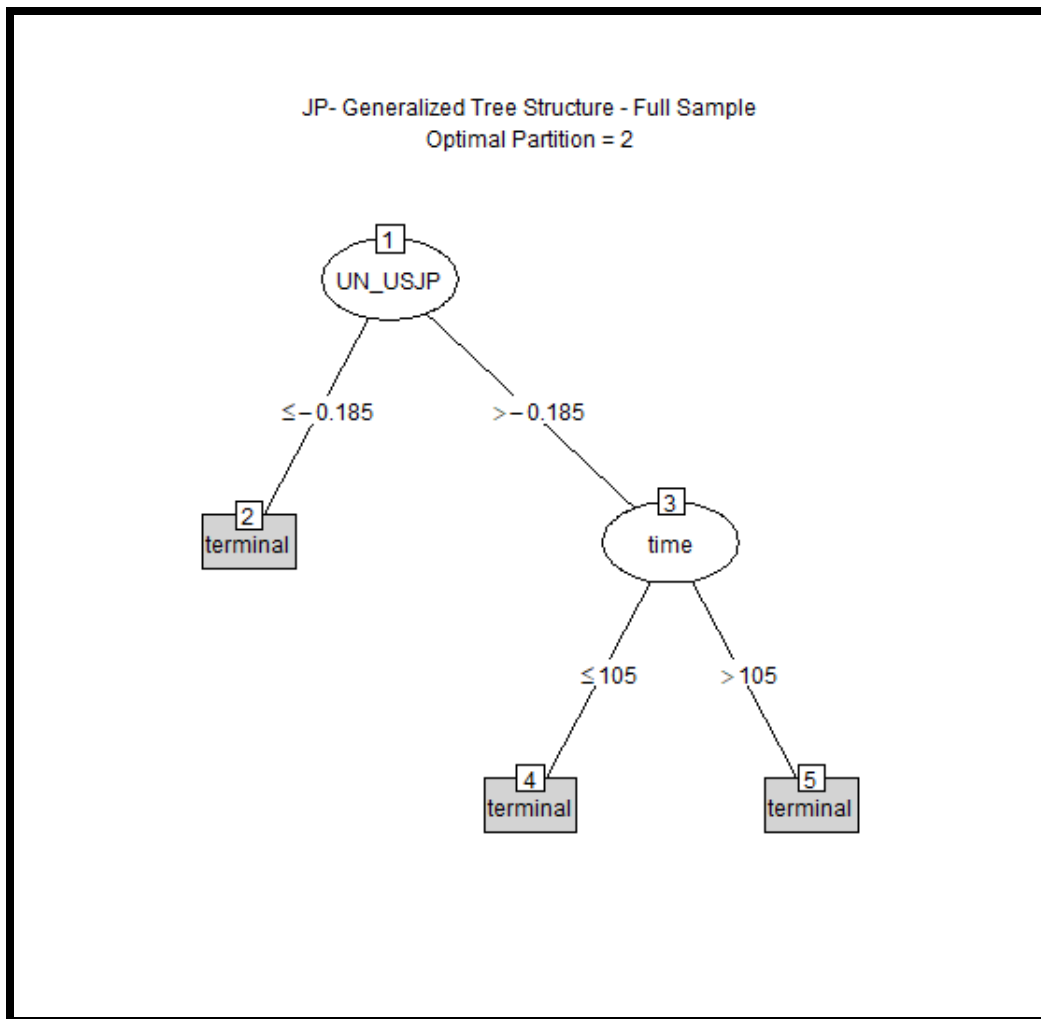 JP- Generalized Tree Structure - Full Sample
Optimal Partition = 2
1
UN_USJP
≤−0.185
>−0.185
2
terminal
3
time
≤105
>105
4
terminal
5
terminal